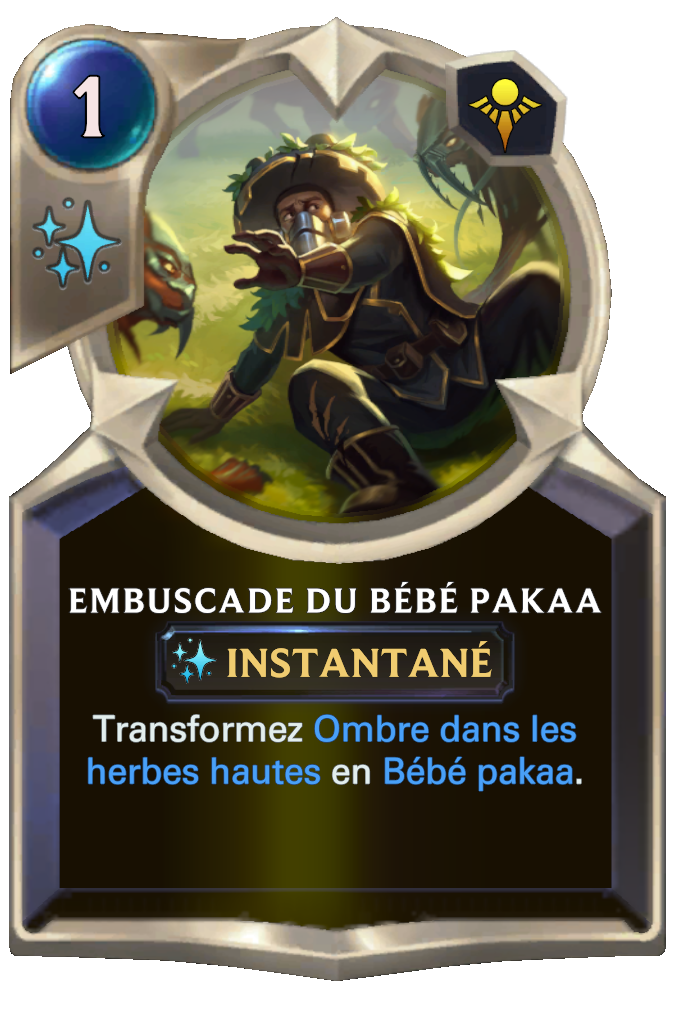 1
EMBUSCADE DU BÉBÉ PAKAA
INSTANTANÉ
Transformez Ombre dans les
herbes hautes en Bébé pakaa.